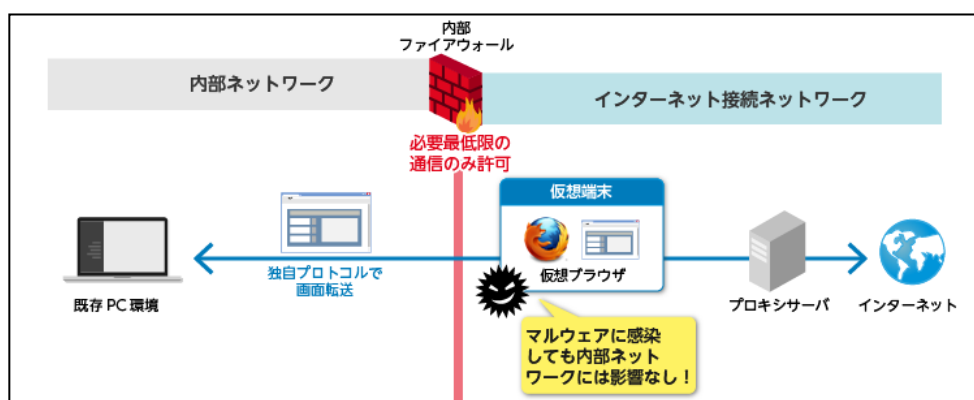 内部
ファイアウォール
内部ネットワーク
インターネット接続ネットワーク
必要最低限の
通信のみ許可
仮想端末
仮想ブラウザ
独自プロトコルで
画面転送
既存PC環境
プロキシサーバ
インターネット
マルウェアに感染
しても内部ネット
ワークには影響なし！